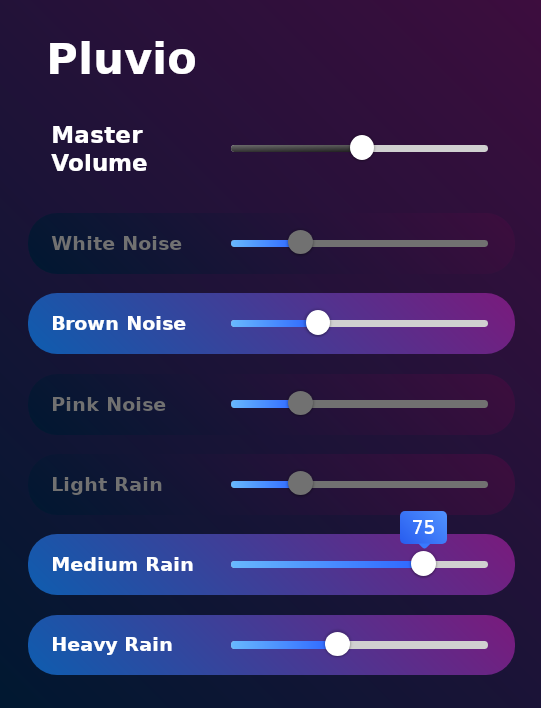 Pluvio
Master
Volume
White Noise
Brown Noise
Pink Noise
Light Rain
75
Medium Rain
Heavy Rain